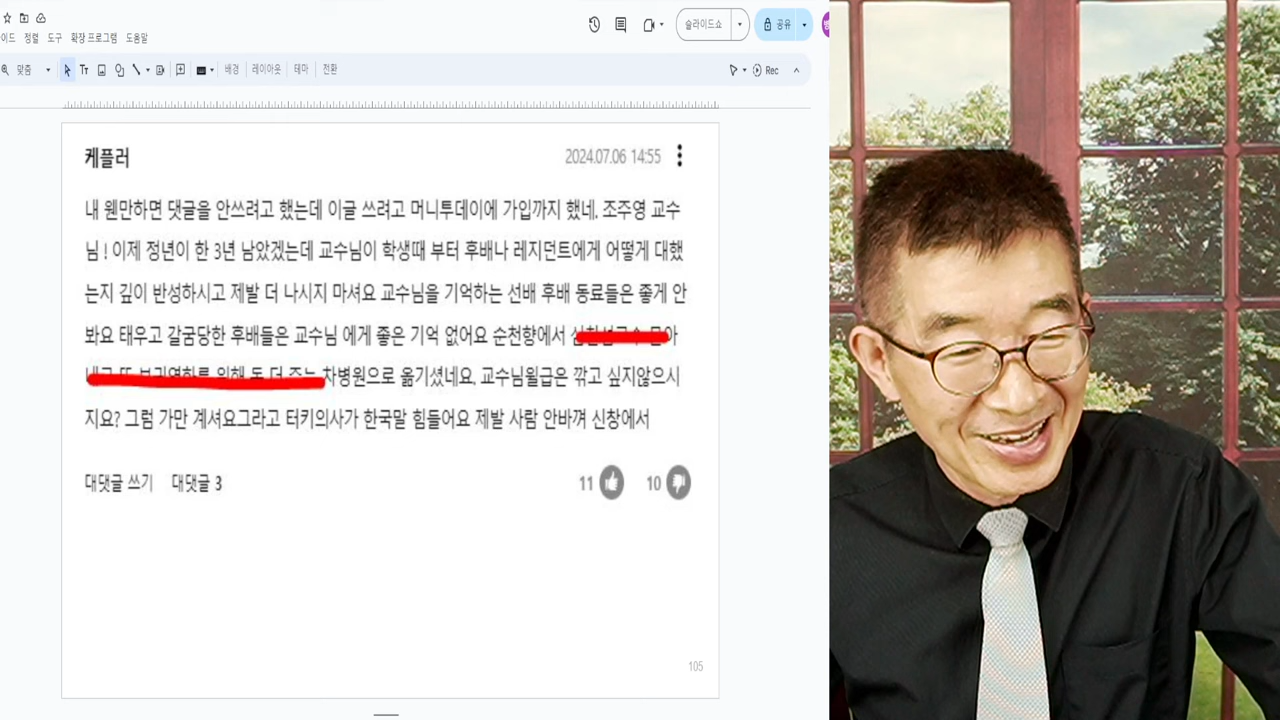 이드 정렬 도구 확장 프로그램 도움말
슬라이드쇼
공유
맞춤
Tr
배경 레이아웃 테마 전환
Rec
케플러
2024.07.06 14:55
내 웬만하면 댓글을 안쓰려고 했는데 이글 쓰려고 머니투데이에 가입까지 했네. 조주영 교수
님 ! 이제 정년이 한 3년 남았겠는데 교수님이 학생때 부터 후배나 레지던트에게 어떻게 대했
는지 깊이 반성하시고 제발 더 나시지 마셔요 교수님을 기억하는 선배 후배 동료들은 좋게 안
봐요 태우고 갈굼당한 후배들은 교수님 에게 좋은 기억 없어요 순천향에서
차병원으로 옮기셨네요. 교수님월급은 깎고 싶지않으시
지요? 그럼 가만 계셔요그라고 터키의사가 한국말 힘들어요 제발 사람 안바껴 신창에서
대댓글 쓰기 대댓글 3
11 10
105